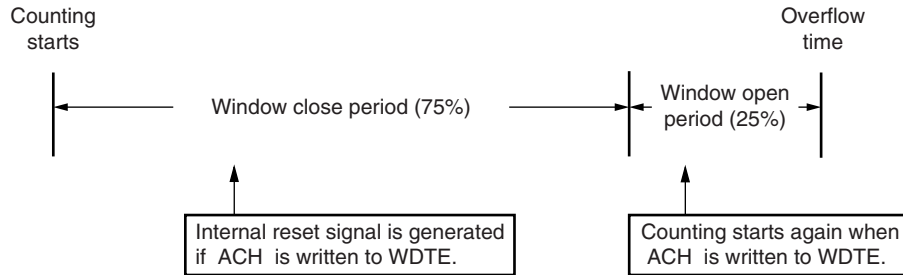 Counting
starts
Overflow
time
Window close period (75%)
Window open
period (25%)
Internal reset signal is generated
if ACH is written to WDTE.
Counting starts again when
ACH is written to WDTE.